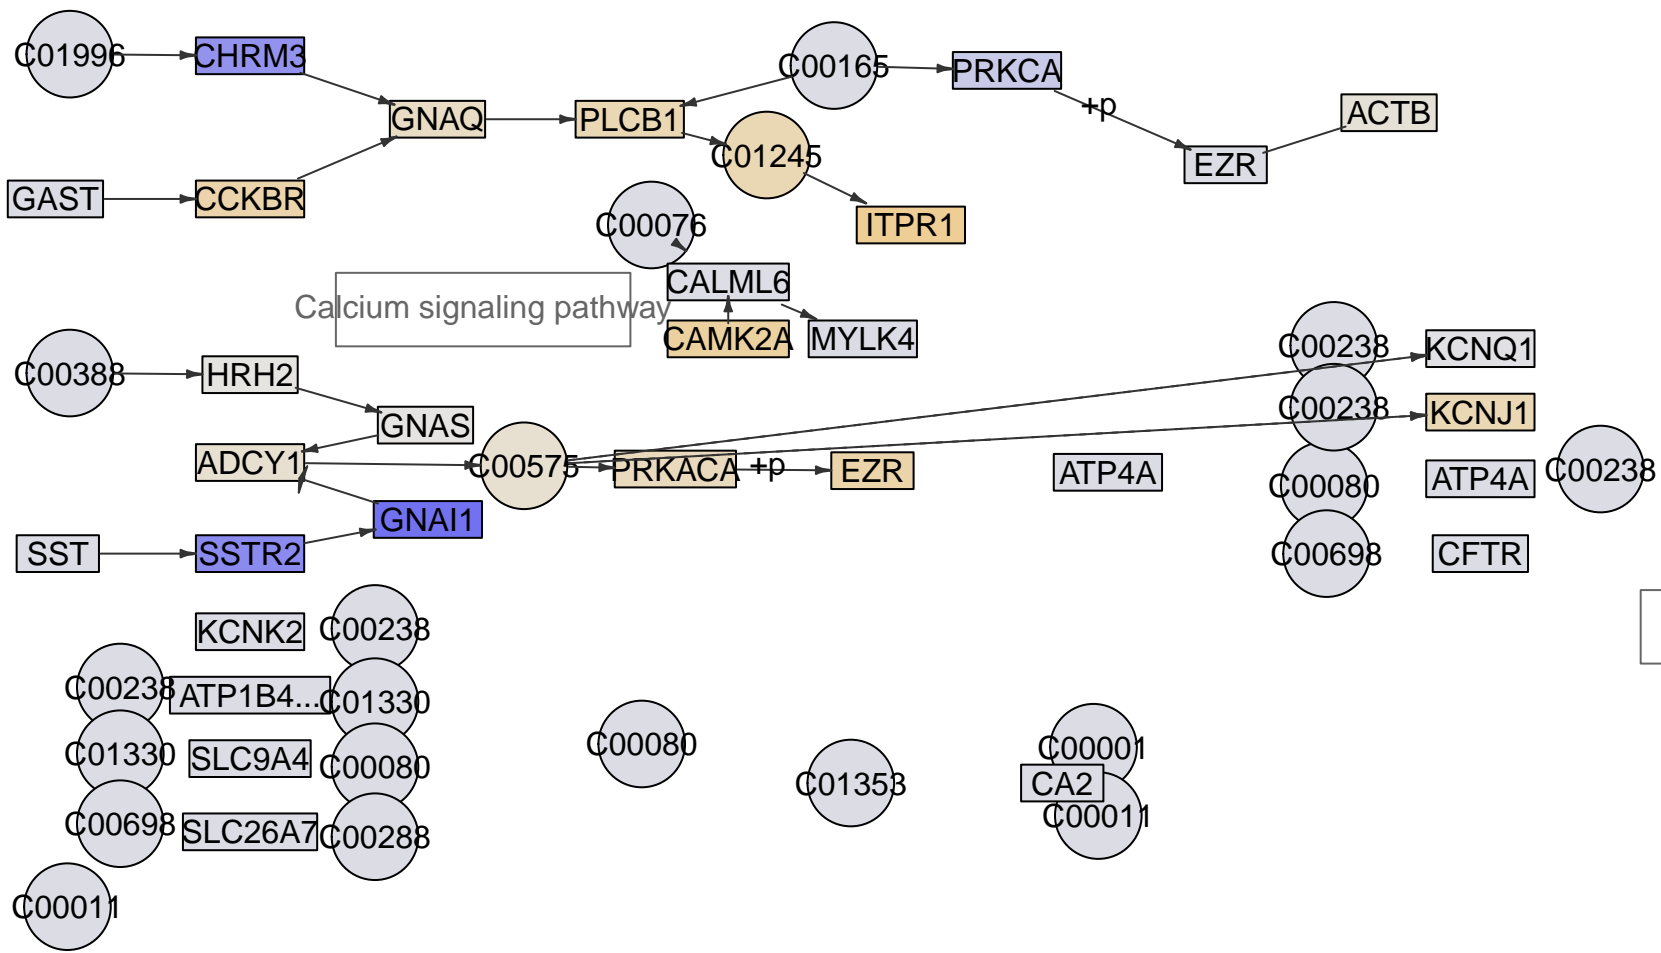 C01996
CHRM3
C00165
PRKCA
+p
ACTB
GNAQ
PLCB1
C01245
EZR
GAST
CCKBR
C00076
ITPR1
CALML6
Calcium signaling pathway
CAMK2A
MYLK4
C00238
KCNQ1
C00388
HRH2
C00238
KCNJ1
GNAS
ADCY1
C00575
PRKACA
+p
EZR
ATP4A
C00080
ATP4A
C00238
GNAI1
SST
SSTR2
C00698
CFTR
KCNK2
C00238
C00238
ATP1B4...
C01330
C01330
SLC9A4
C00080
C00080
C01353
C00001
CA2
C00011
C00698
SLC26A7
C00288
C00011